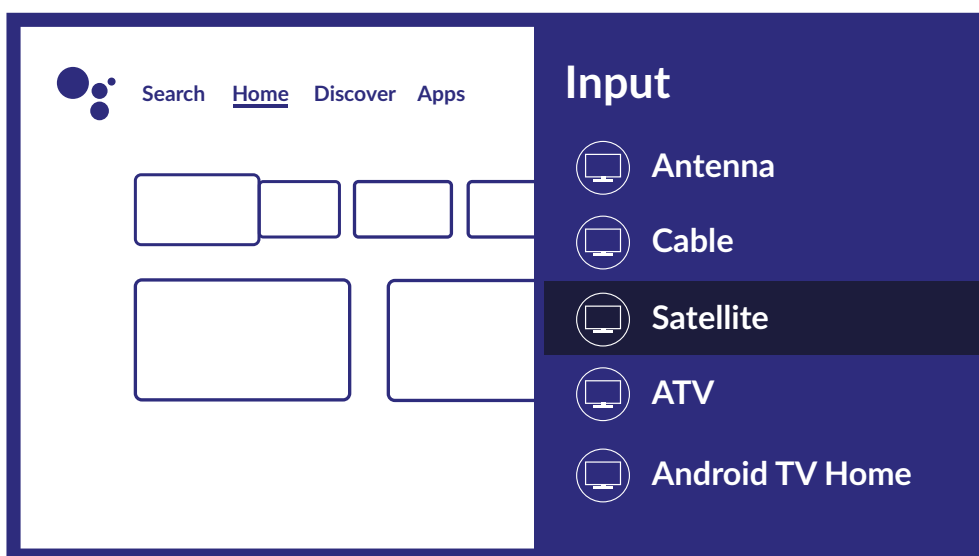 Search Home Discover Apps
Input
Antenna
Cable
Satellite
ATV
Android TV Home